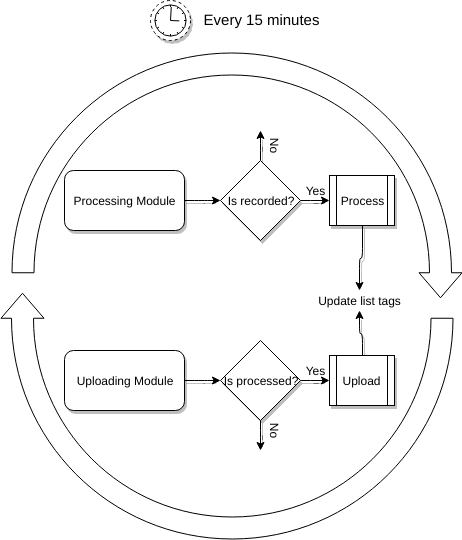 Every 15 minutes
No
Processing Module
Is recorded?
Yes
Process
Update list tags
Uploading Module
Is processed?
Yes
Upload
No